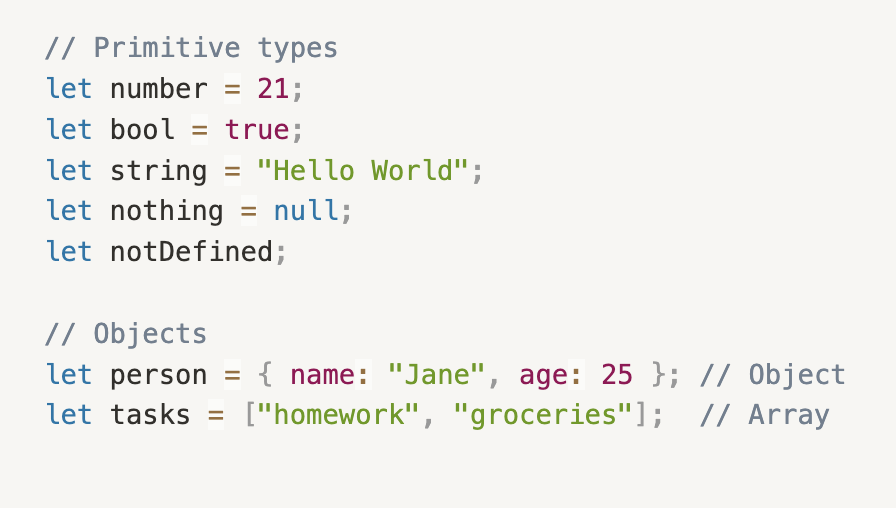 // Primitive types
let number = 21;
let bool = true;
let string = "Hello World";
let nothing = null;
let notDefined;

// Objects
let person = { name: "Jane", age: 25 }; // Object
let tasks = ["homework", "groceries"];  // Array